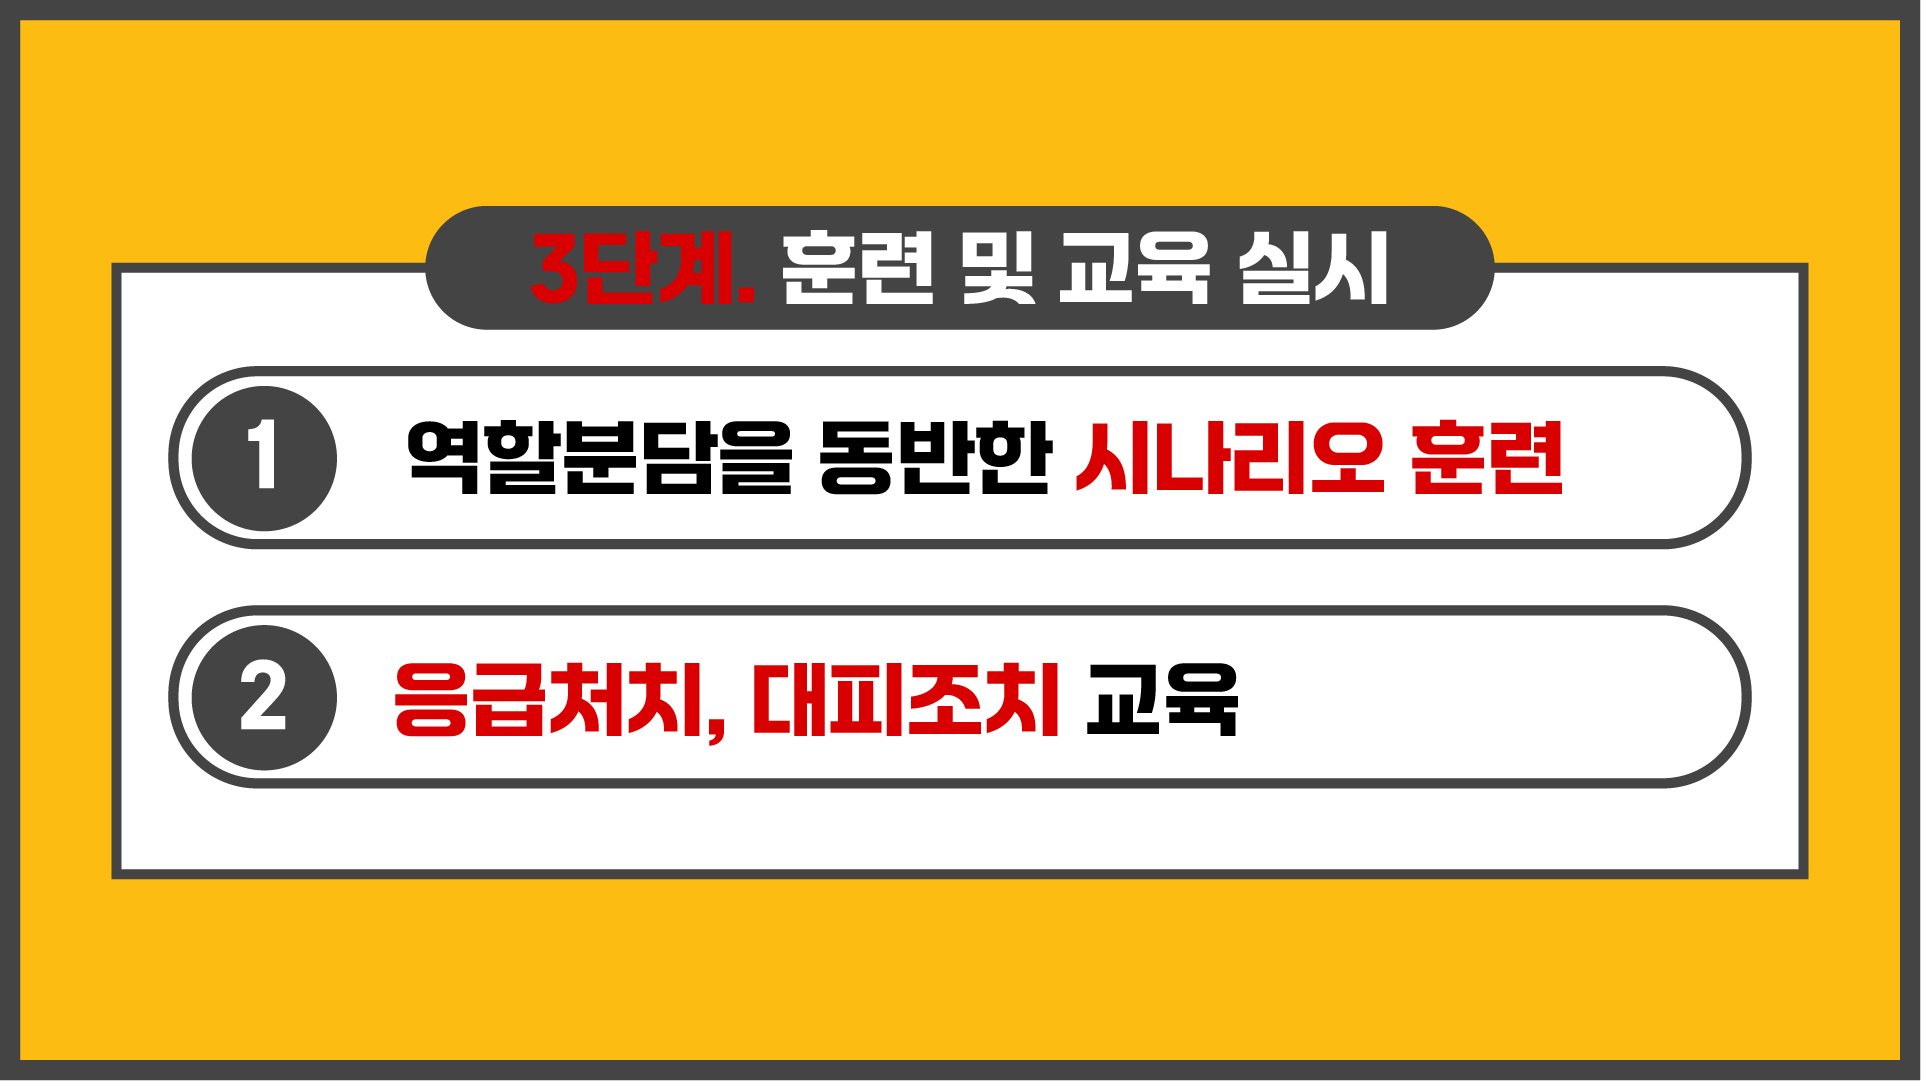 3단계. 훈련 및 교육 실시
1 역할분담을 동반한 시나리오 훈련
2 응급처치, 대피조치 교육